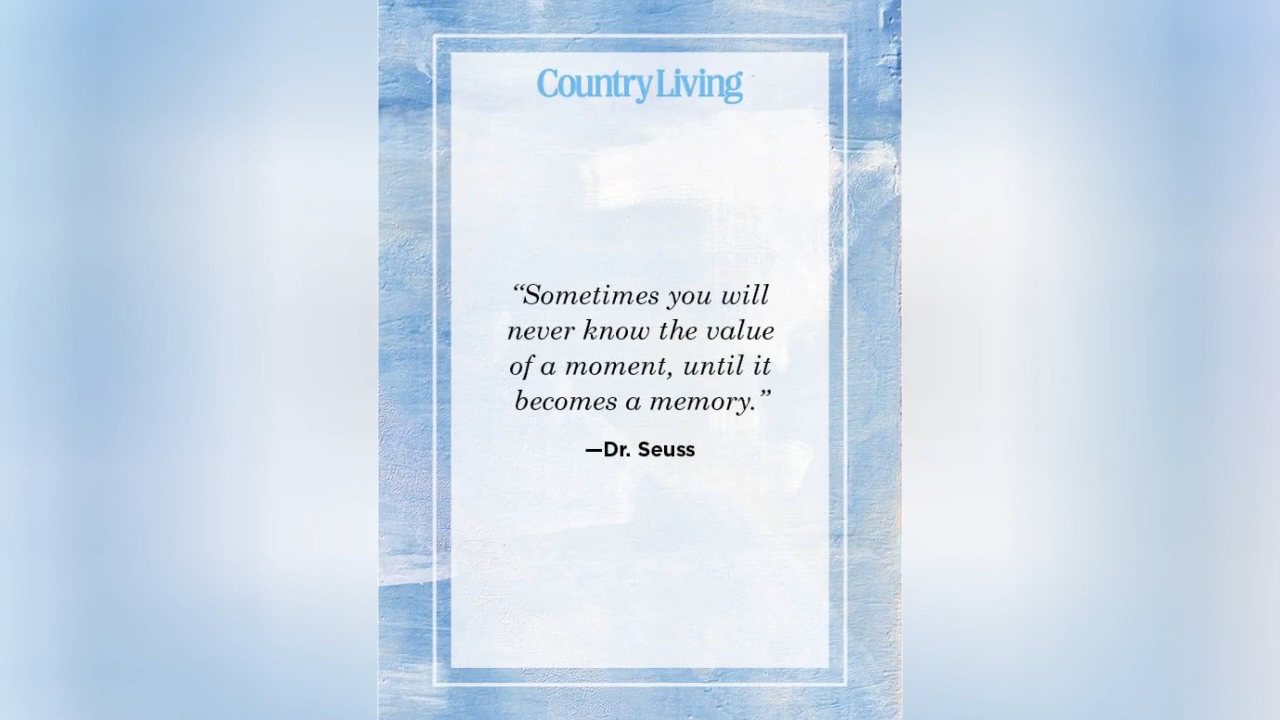 Country Living
“Sometimes you will
never know the value
of a moment, until it
becomes a memory.”
—Dr. Seuss